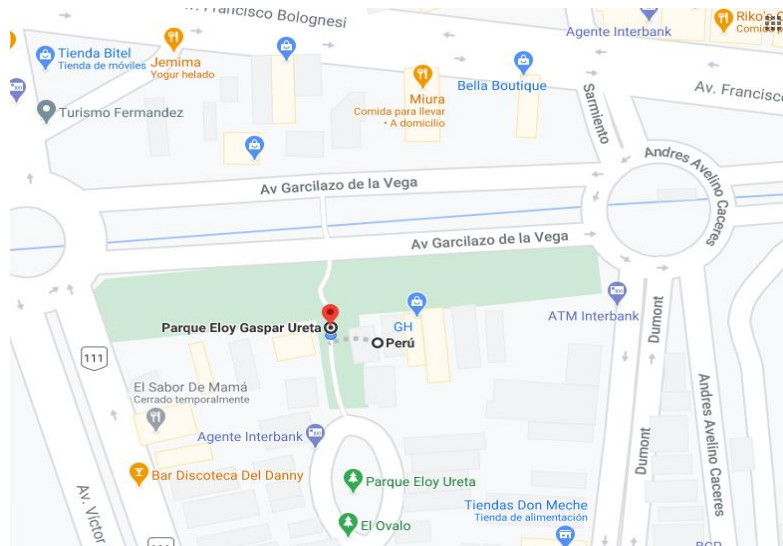 Av. Francisco Bolognesi
Agente Interbank
Tienda Bitel
Tienda de móviles
Jemima
Yogur helado
Bella Boutique
Av. Francisco
Miura
Comida para llevar
• A domicilio
Turismo Fermandez
Sarmiento
Andres Avelino Caceres
Av Garcilazo de la Vega
Av Garcilazo de la Vega
ATM Interbank
Parque Eloy Gaspar Ureta
GH
Perú
Dumont
111
El Sabor De Mamá
Cerrado temporalmente
Andres Avelino Caceres
Agente Interbank
Dumont
Bar Discoteca Del Danny
Parque Eloy Ureta
Av. Víctor
Tiendas Don Meche
Tienda de alimentación
El Ovalo